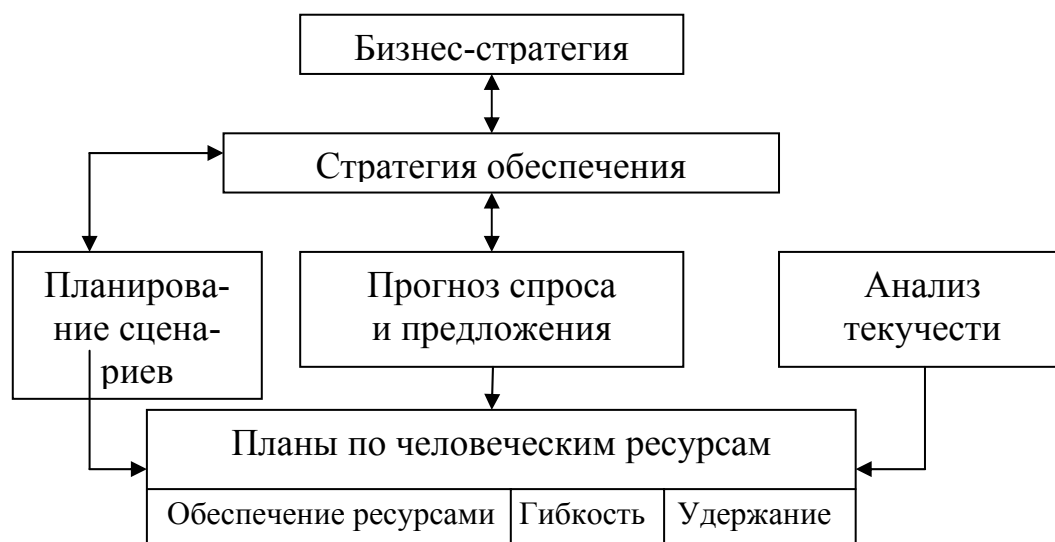 Бизнес-стратегия
Стратегия обеспечения
Планирова-
ние сцена-
риев
Прогноз спроса
и предложения
Анализ
текучести
Планы по человеческим ресурсам
Обеспечение ресурсами
Гибкость
Удержание